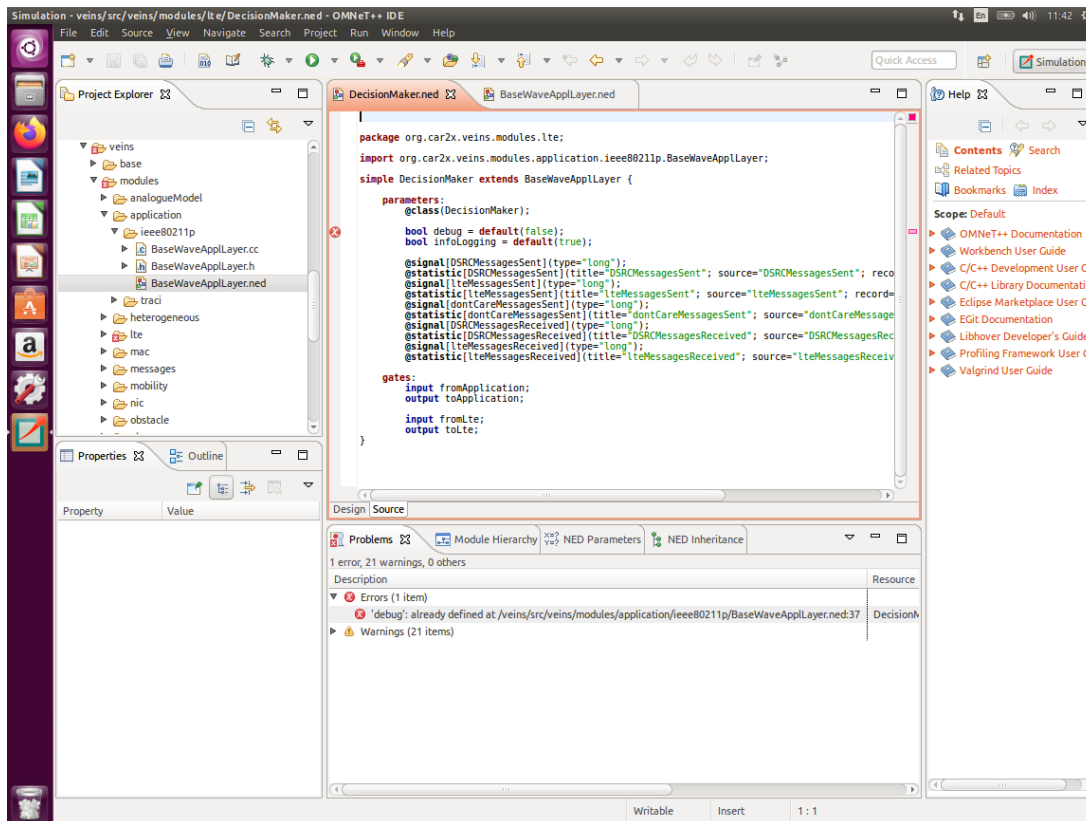 Simulation - veins/src/veins/modules/lte/DecisionMaker.ned - OMNeT++ IDE
En
11:42
File Edit Source View Navigate Search Project Run Window Help
Quick Access
Simulation
Project Explorer
veins
base
modules
analogueModel
application
ieee80211p
BaseWaveApplLayer.cc
BaseWaveApplLayer.h
BaseWaveApplLayer.ned
traci
heterogeneous
lte
mac
messages
mobility
nic
obstacle
Properties
Outline
Property Value
DecisionMaker.ned
BaseWaveApplLayer.ned
package org.car2x.veins.modules.lte;
import org.car2x.veins.modules.application.ieee80211p.BaseWaveApplLayer;
simple DecisionMaker extends BaseWaveApplLayer {
parameters:
@class(DecisionMaker);
bool debug = default(false);
bool infoLogging = default(true);
@signal[DSRCMessagesSent](type="long");
@statistic[DSRCMessagesSent](title="DSRCMessagesSent"; source="DSRCMessagesSent"; reco
@signal[lteMessagesSent](type="long");
@statistic[lteMessagesSent](title="lteMessagesSent"; source="lteMessagesSent"; record=
@signal[dontCareMessagesSent](type="long");
@statistic[dontCareMessagesSent](title="dontCareMessagesSent"; source="dontCareMessage
@signal[DSRCMessagesReceived](type="long");
@statistic[DSRCMessagesReceived](title="DSRCMessagesReceived"; source="DSRCMessagesRec
@signal[lteMessagesReceived](type="long");
@statistic[lteMessagesReceived](title="lteMessagesReceived"; source="lteMessagesReceiv
gates:
input fromApplication;
output toApplication;
input fromLte;
output toLte;
}
Design Source
Problems
Module Hierarchy
NED Parameters
NED Inheritance
1 error, 21 warnings, 0 others
Description Resource
Errors (1 item)
'debug': already defined at /veins/src/veins/modules/application/ieee80211p/BaseWaveApplLayer.ned:37 DecisionM
Warnings (21 items)
Help
Contents Search
Related Topics
Bookmarks Index
Scope: Default
OMNeT++ Documentation
Workbench User Guide
C/C++ Development User G
C/C++ Library Documentati
Eclipse Marketplace User G
EGit Documentation
Libhover Developer's Guide
Profiling Framework User G
Valgrind User Guide
Writable Insert 1 : 1